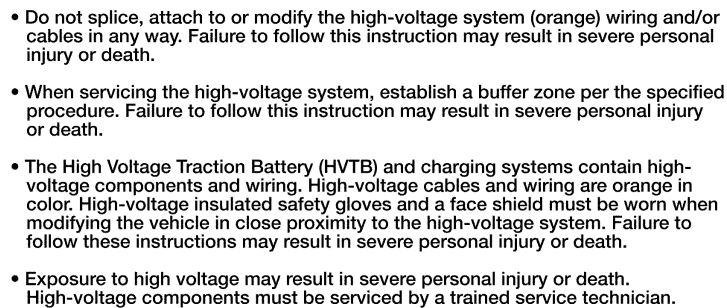 • Do not splice, attach to or modify the high-voltage system (orange) wiring and/or
cables in any way. Failure to follow this instruction may result in severe personal
injury or death.
• When servicing the high-voltage system, establish a buffer zone per the specified
procedure. Failure to follow this instruction may result in severe personal injury
or death.
• The High Voltage Traction Battery (HVTB) and charging systems contain high-
voltage components and wiring. High-voltage cables and wiring are orange in
color. High-voltage insulated safety gloves and a face shield must be worn when
modifying the vehicle in close proximity to the high-voltage system. Failure to
follow these instructions may result in severe personal injury or death.
• Exposure to high voltage may result in severe personal injury or death.
High-voltage components must be serviced by a trained service technician.